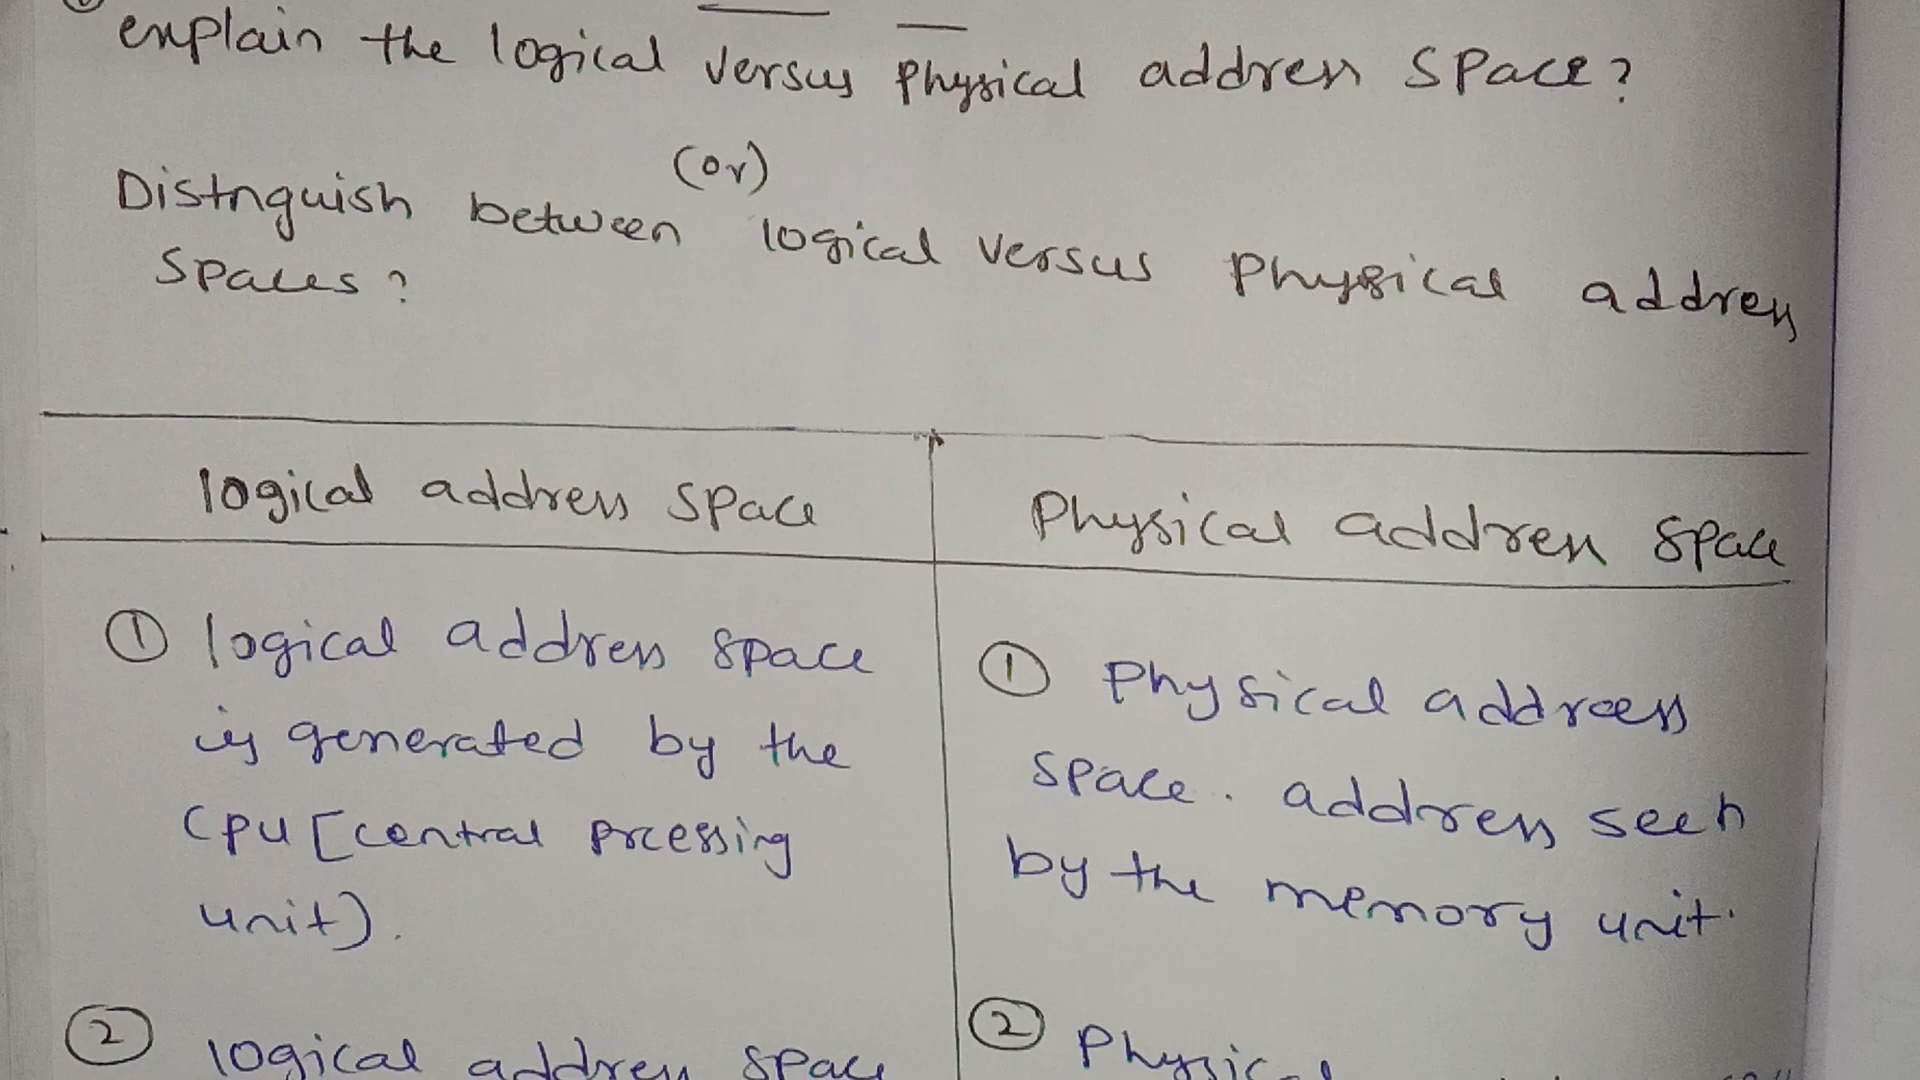 explain the logical versus physical address space?
(or)
Distnguish between logical versus physical address
spaces?
logical address space
Physical address space
① logical address space
is generated by the
CPU [central prcessing
unit).
① Physical addrcess
space. address seen
by the memory unit.
② logical address space
② Physical